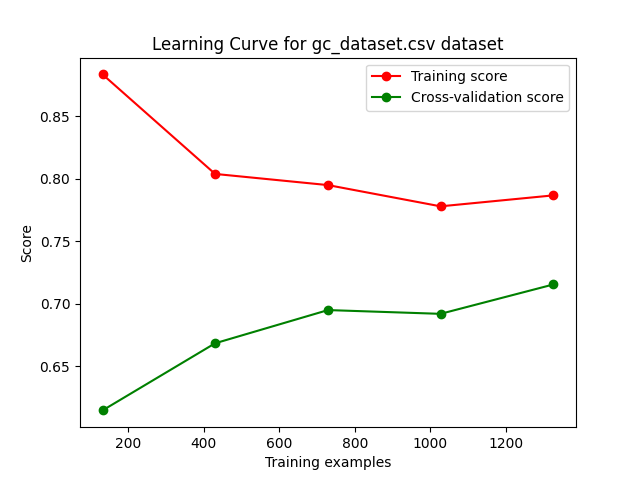 Learning Curve for gc_dataset.csv dataset
Training score
Cross-validation score
0.85
0.80
0.75
0.70
0.65
Score
200 400 600 800 1000 1200
Training examples